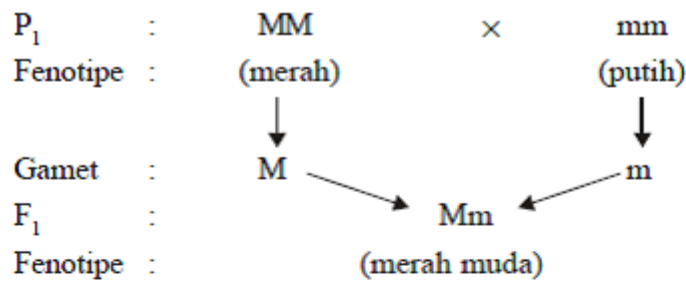 P₁ : MM × mm
Fenotipe : (merah) (putih)
Gamet : M m
F₁ : Mm
Fenotipe : (merah muda)